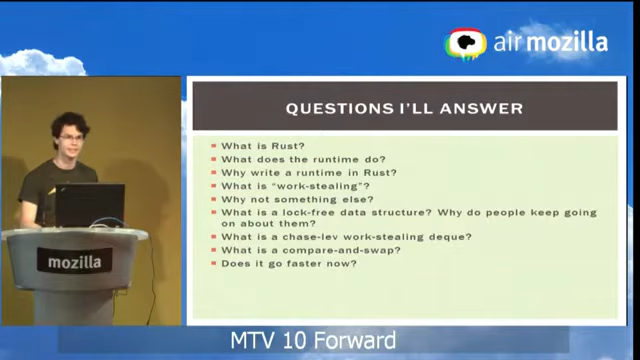 air mozilla
QUESTIONS I'LL ANSWER
What is Rust?
What does the runtime do?
Why write a runtime in Rust?
What is "work-stealing"?
Why not something else?
What is a lock-free data structure? Why do people keep going
on about them?
What is a chase-lev work-stealing deque?
What is a compare-and-swap?
Does it go faster now?
mozilla
MTV 10 Forward